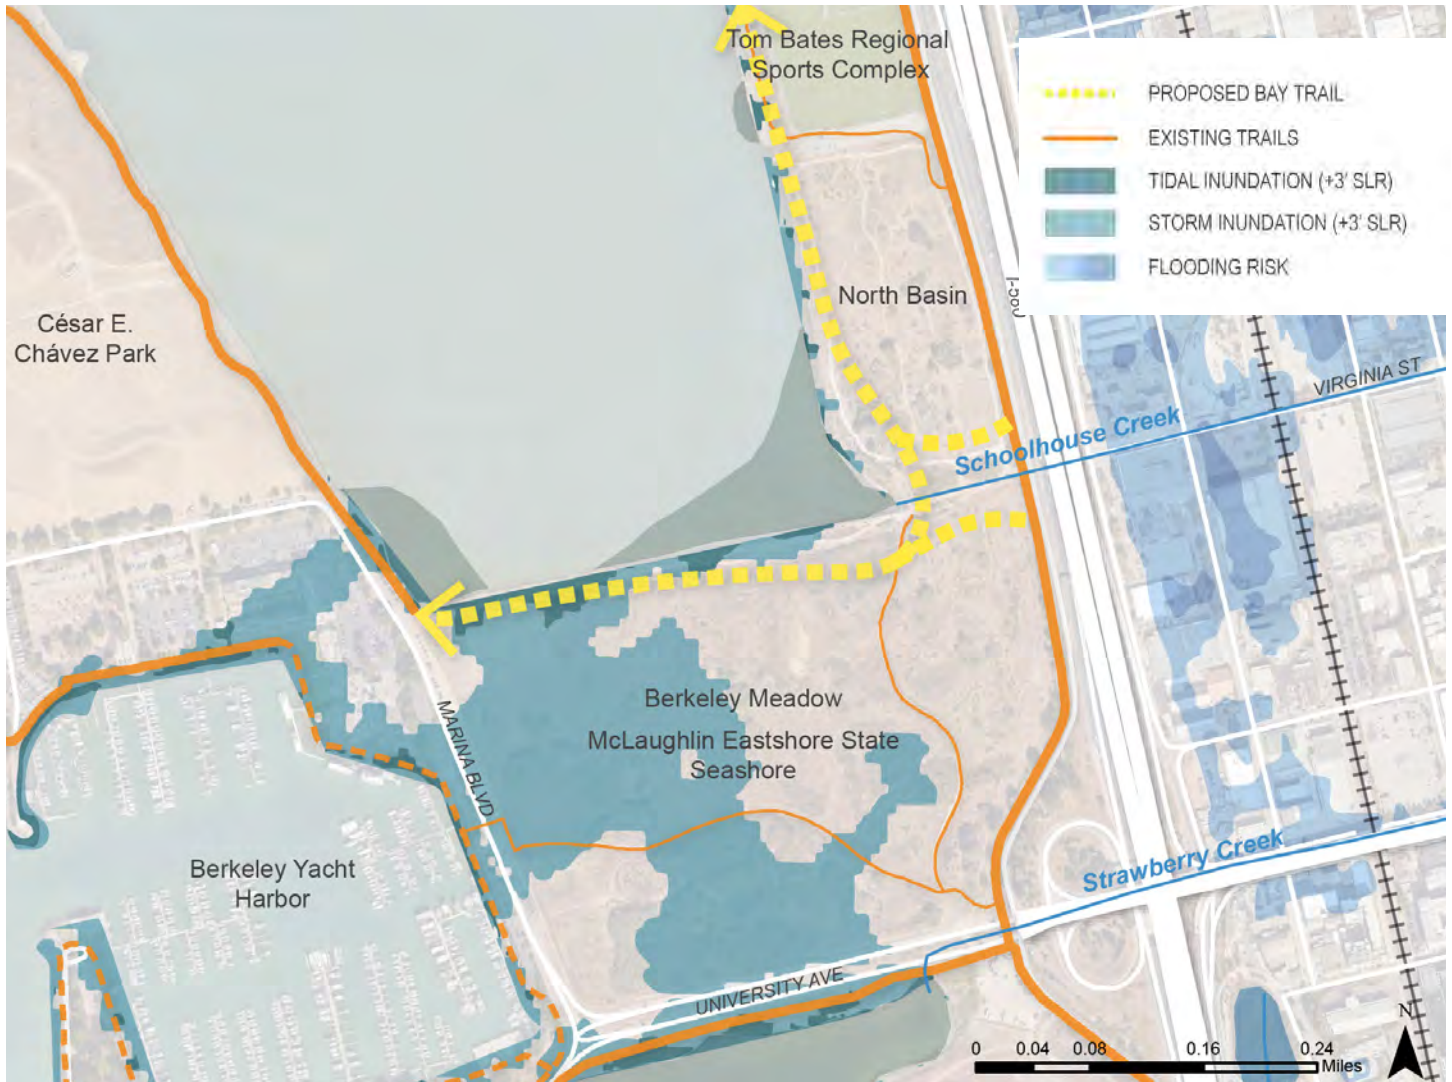 Tom Bates Regional
Sports Complex
PROPOSED BAY TRAIL
EXISTING TRAILS
TIDAL INUNDATION (+3' SLR)
STORM INUNDATION (+3' SLR)
FLOODING RISK
I-580
North Basin
César E.
Chávez Park
VIRGINIA ST
Schoolhouse Creek
Berkeley Meadow
McLaughlin Eastshore State
Seashore
MARINA BLVD
Berkeley Yacht
Harbor
Strawberry Creek
UNIVERSITY AVE
N
0 0.04 0.08 0.16 0.24
Miles